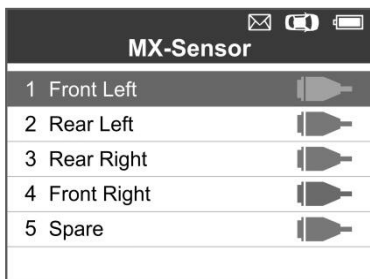 MX-Sensor
1 Front Left
2 Rear Left
3 Rear Right
4 Front Right
5 Spare